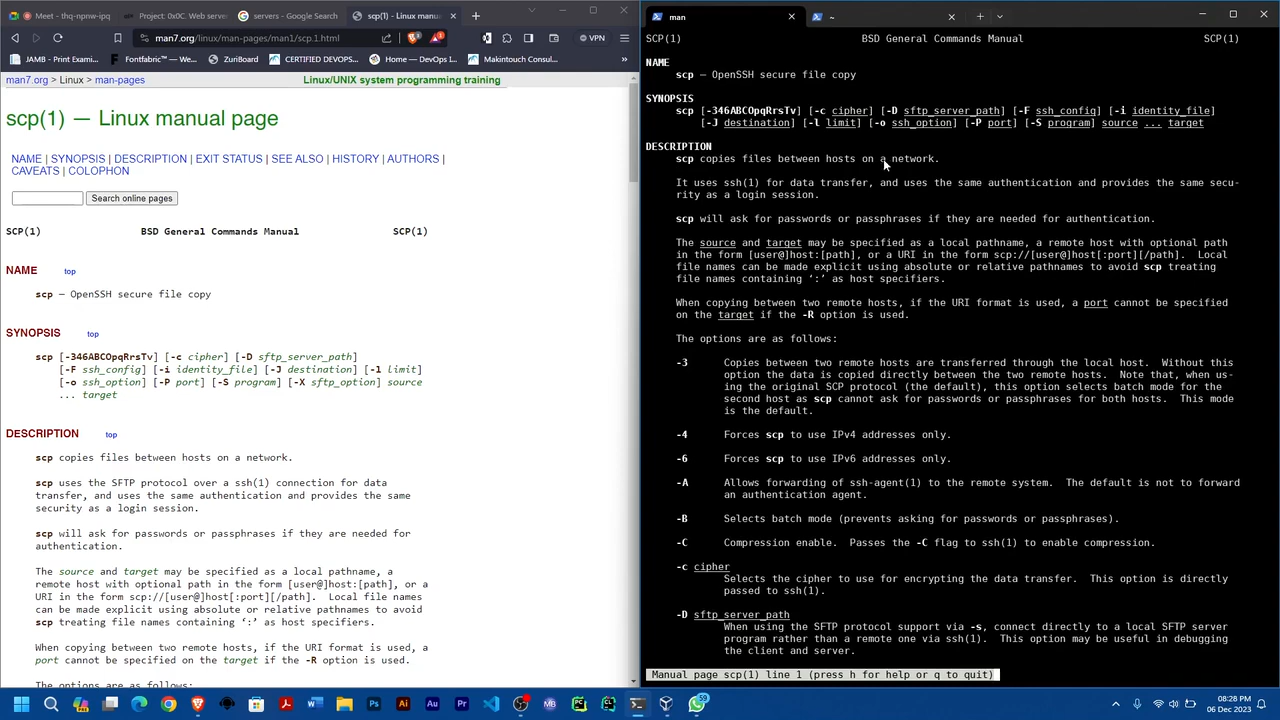 Meet – thq-npnw-ipq
Project: 0x0C. Web serve
servers - Google Search
scp(1) - Linux manual
man7.org/linux/man-pages/man1/scp.1.html
VPN
JAMB - Print Exami...
Fontfabric™ — We...
ZuriBoard
CERTIFIED DEVOPS...
Home — DevOps I...
Makintouch Consul...
man7.org > Linux > man-pages
Linux/UNIX system programming training
scp(1) — Linux manual page
NAME | SYNOPSIS | DESCRIPTION | EXIT STATUS | SEE ALSO | HISTORY | AUTHORS |
CAVEATS | COLOPHON
Search online pages
SCP(1) BSD General Commands Manual SCP(1)
NAME top
scp — OpenSSH secure file copy
SYNOPSIS top
scp [-346ABCOpqRrsTv] [-c cipher] [-D sftp_server_path]
[-F ssh_config] [-i identity_file] [-J destination] [-l limit]
[-o ssh_option] [-P port] [-S program] [-X sftp_option] source
... target
DESCRIPTION top
scp copies files between hosts on a network.
scp uses the SFTP protocol over a ssh(1) connection for data
transfer, and uses the same authentication and provides the same
security as a login session.
scp will ask for passwords or passphrases if they are needed for
authentication.
The source and target may be specified as a local pathname, a
remote host with optional path in the form [user@]host:[path], or a
URI in the form scp://[user@]host[:port][/path]. Local file names
can be made explicit using absolute or relative pathnames to avoid
scp treating file names containing ‘:’ as host specifiers.
When copying between two remote hosts, if the URI format is used, a
port cannot be specified on the target if the -R option is used.
The options are as follows:
man
~
SCP(1) BSD General Commands Manual SCP(1)
NAME
scp — OpenSSH secure file copy
SYNOPSIS
scp [-346ABCOpqRrsTv] [-c cipher] [-D sftp_server_path] [-F ssh_config] [-i identity_file]
[-J destination] [-l limit] [-o ssh_option] [-P port] [-S program] source ... target
DESCRIPTION
scp copies files between hosts on a network.
It uses ssh(1) for data transfer, and uses the same authentication and provides the same secu-
rity as a login session.
scp will ask for passwords or passphrases if they are needed for authentication.
The source and target may be specified as a local pathname, a remote host with optional path
in the form [user@]host:[path], or a URI in the form scp://[user@]host[:port][/path]. Local
file names can be made explicit using absolute or relative pathnames to avoid scp treating
file names containing ‘:’ as host specifiers.
When copying between two remote hosts, if the URI format is used, a port cannot be specified
on the target if the -R option is used.
The options are as follows:
-3 Copies between two remote hosts are transferred through the local host. Without this
option the data is copied directly between the two remote hosts. Note that, when us-
ing the original SCP protocol (the default), this option selects batch mode for the
second host as scp cannot ask for passwords or passphrases for both hosts. This mode
is the default.
-4 Forces scp to use IPv4 addresses only.
-6 Forces scp to use IPv6 addresses only.
-A Allows forwarding of ssh-agent(1) to the remote system. The default is not to forward
an authentication agent.
-B Selects batch mode (prevents asking for passwords or passphrases).
-C Compression enable. Passes the -C flag to ssh(1) to enable compression.
-c cipher
Selects the cipher to use for encrypting the data transfer. This option is directly
passed to ssh(1).
-D sftp_server_path
When using the SFTP protocol support via -s, connect directly to a local SFTP server
program rather than a remote one via ssh(1). This option may be useful in debugging
the client and server.
Manual page scp(1) line 1 (press h for help or q to quit)
08:28 PM
06 Dec 2023
59